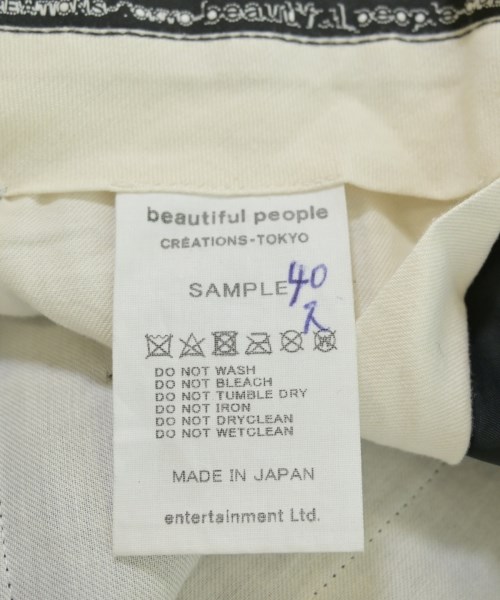 CREATIONS beautiful people
beautiful people
CRÉATIONS-TOKYO
SAMPLE 40
DO NOT WASH
DO NOT BLEACH
DO NOT TUMBLE DRY
DO NOT IRON
DO NOT DRYCLEAN
DO NOT WETCLEAN
MADE IN JAPAN
entertainment Ltd.